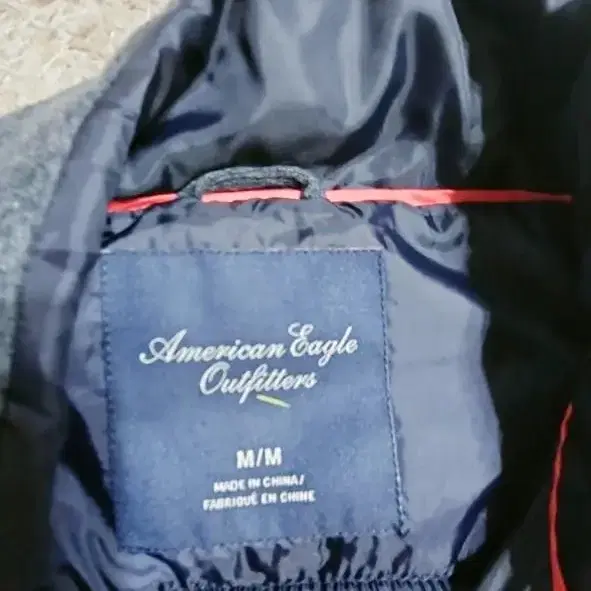 American Eagle
Outfitters
M/M
MADE IN CHINA/
FABRIQUÉ EN CHINE